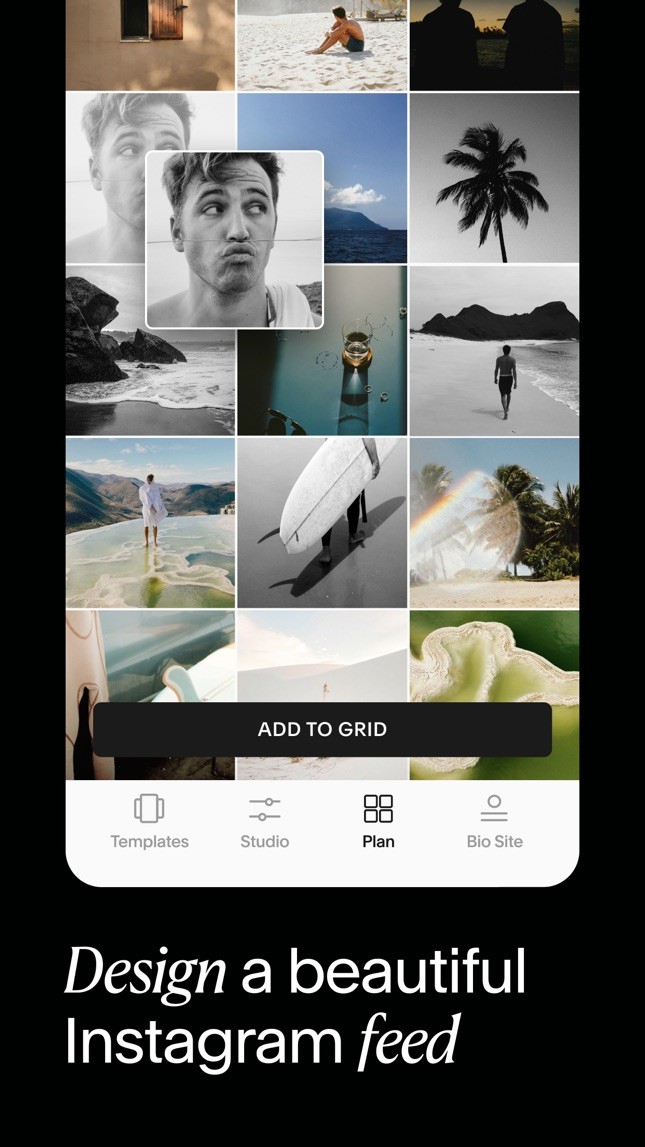 ADD TO GRID
Templates Studio Plan Bio Site
Design a beautiful
Instagram feed